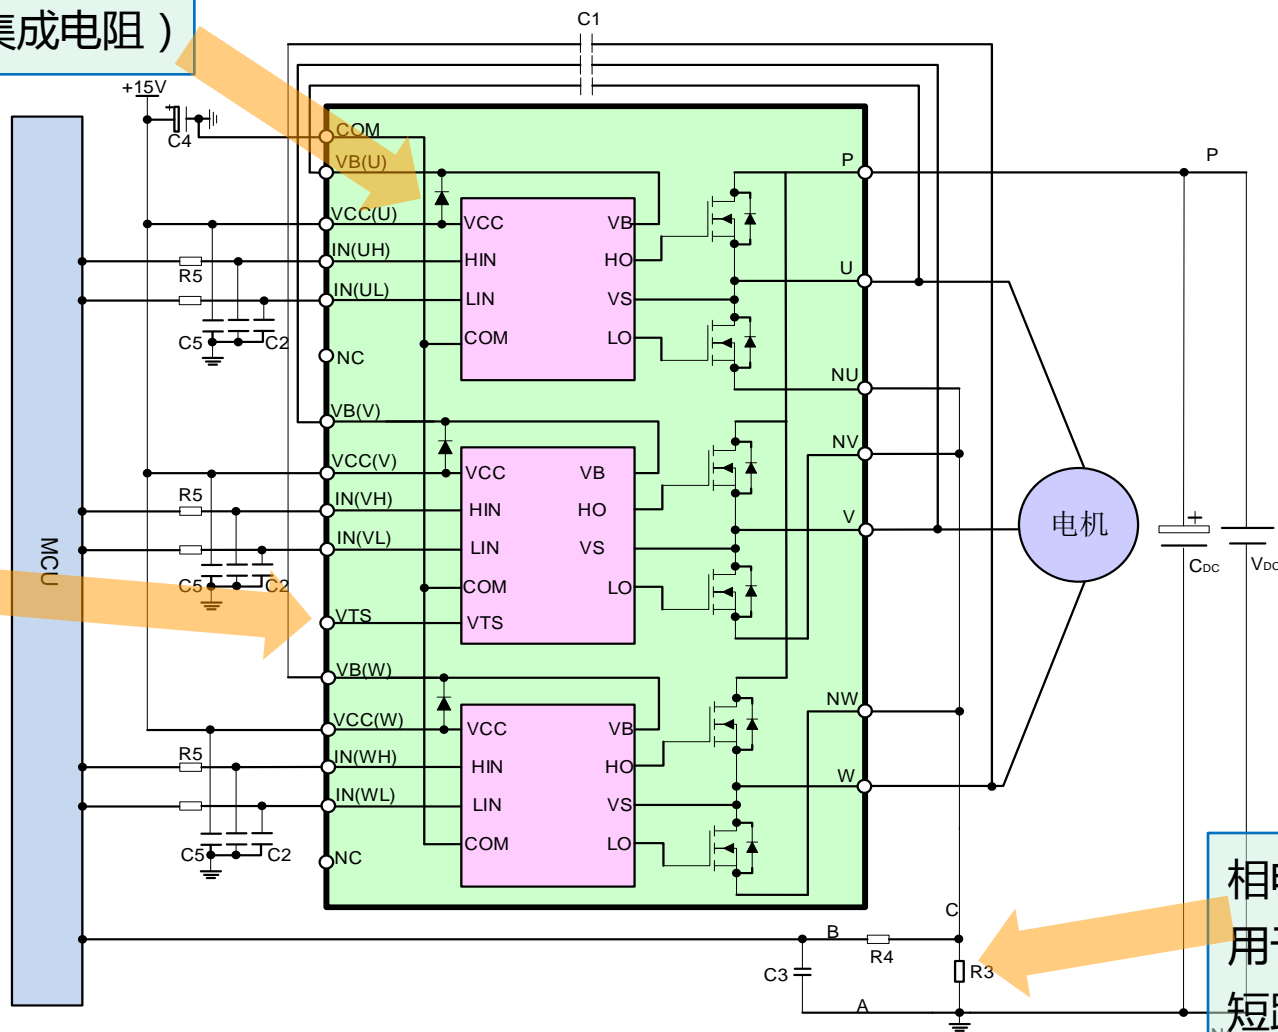 集成电阻）
C1
+15V
C4
COM
VB(U)
P
P
VCC(U)
VCC
VB
IN(UH)
HIN
HO
R5
U
IN(UL)
LIN
VS
C5
C2
COM
LO
NC
NU
VB(V)
NV
VCC(V)
VCC
VB
R5
IN(VH)
HIN
HO
V
电机
IN(VL)
LIN
VS
MCU
CDC
VDC
C5
C2
COM
LO
VTS
VTS
VB(W)
NW
VCC(W)
VCC
VB
R5
IN(WH)
HIN
HO
W
IN(WL)
LIN
VS
C5
C2
COM
LO
NC
C
B
R4
C3
R3
A
用
短